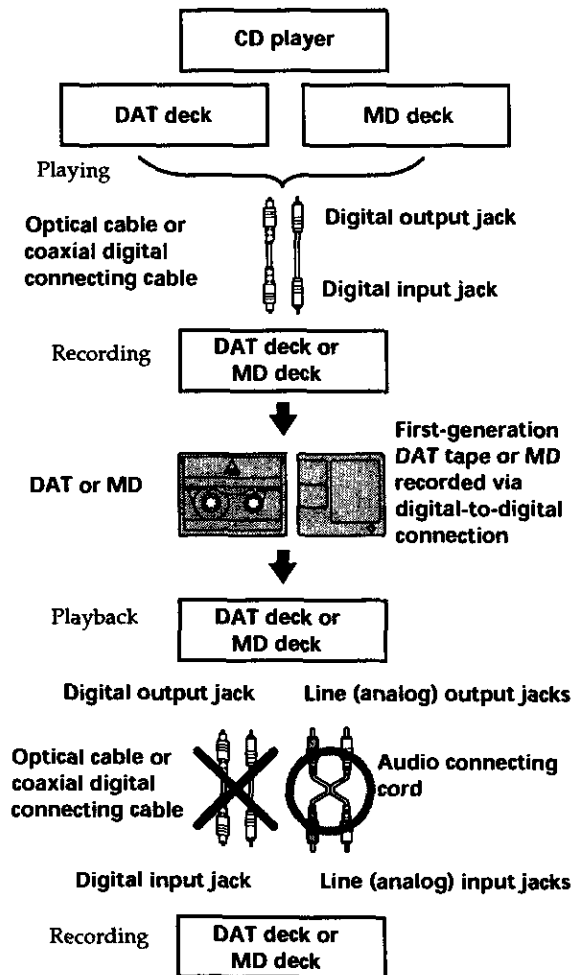 CD player
DAT deck
MD deck
Playing
Optical cable or
coaxial digital
connecting cable
Digital output jack
Digital input jack
Recording
DAT deck or
MD deck
DAT or MD
First-generation
DAT tape or MD
recorded via
digital-to-digital
connection
Playback
DAT deck or
MD deck
Digital output jack
Line (analog) output jacks
Optical cable or
coaxial digital
connecting cable
Audio connecting
cord
Digital input jack
Line (analog) input jacks
Recording
DAT deck or
MD deck